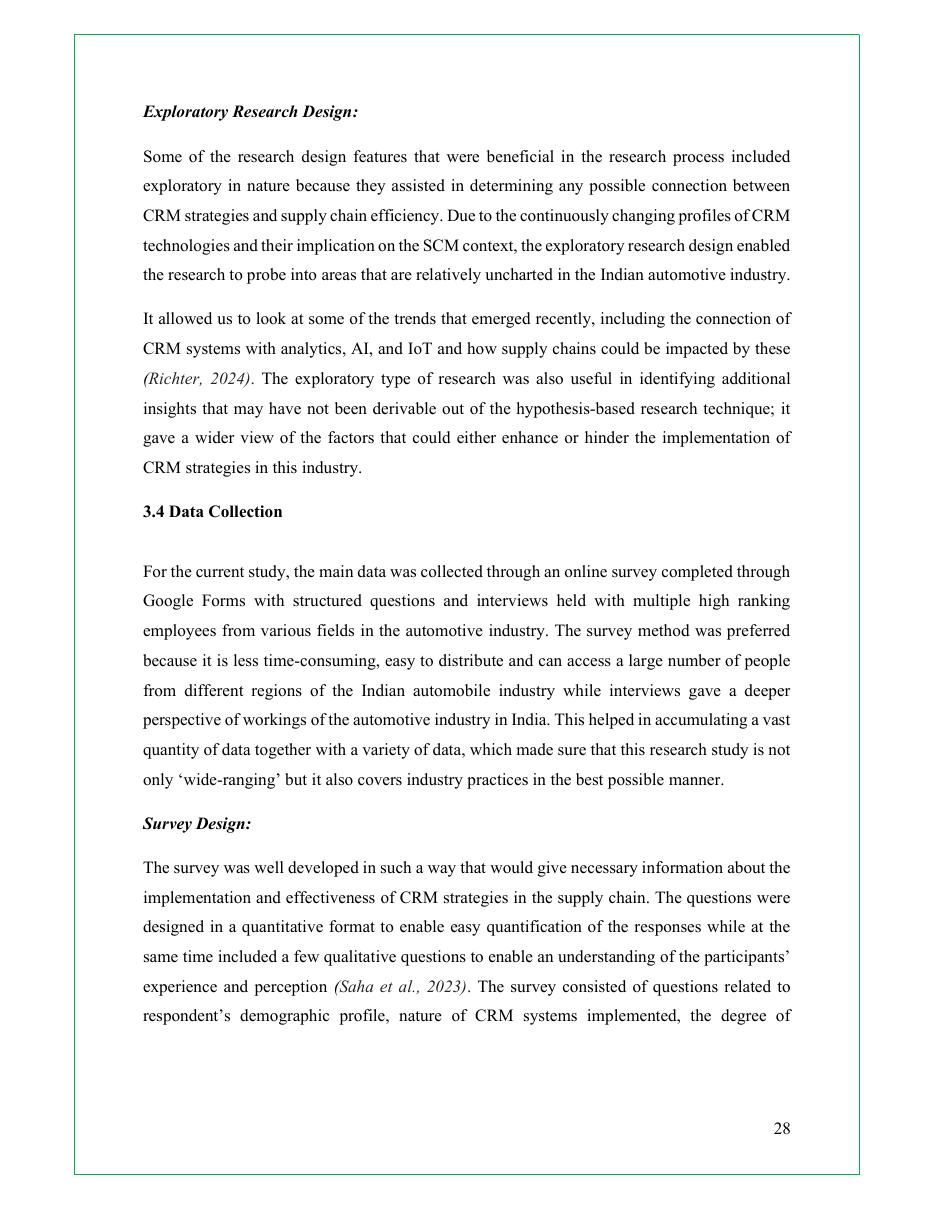 Exploratory Research Design:
Some of the research design features that were beneficial in the research process included
exploratory in nature because they assisted in determining any possible connection between
CRM strategies and supply chain efficiency. Due to the continuously changing profiles of CRM
technologies and their implication on the SCM context, the exploratory research design enabled
the research to probe into areas that are relatively uncharted in the Indian automotive industry.
It allowed us to look at some of the trends that emerged recently, including the connection of
CRM systems with analytics, AI, and IoT and how supply chains could be impacted by these
(Richter, 2024). The exploratory type of research was also useful in identifying additional
insights that may have not been derivable out of the hypothesis-based research technique; it
gave a wider view of the factors that could either enhance or hinder the implementation of
CRM strategies in this industry.
3.4 Data Collection
For the current study, the main data was collected through an online survey completed through
Google Forms with structured questions and interviews held with multiple high ranking
employees from various fields in the automotive industry. The survey method was preferred
because it is less time-consuming, easy to distribute and can access a large number of people
from different regions of the Indian automobile industry while interviews gave a deeper
perspective of workings of the automotive industry in India. This helped in accumulating a vast
quantity of data together with a variety of data, which made sure that this research study is not
only ‘wide-ranging’ but it also covers industry practices in the best possible manner.
Survey Design:
The survey was well developed in such a way that would give necessary information about the
implementation and effectiveness of CRM strategies in the supply chain. The questions were
designed in a quantitative format to enable easy quantification of the responses while at the
same time included a few qualitative questions to enable an understanding of the participants’
experience and perception (Saha et al., 2023). The survey consisted of questions related to
respondent’s demographic profile, nature of CRM systems implemented, the degree of
28